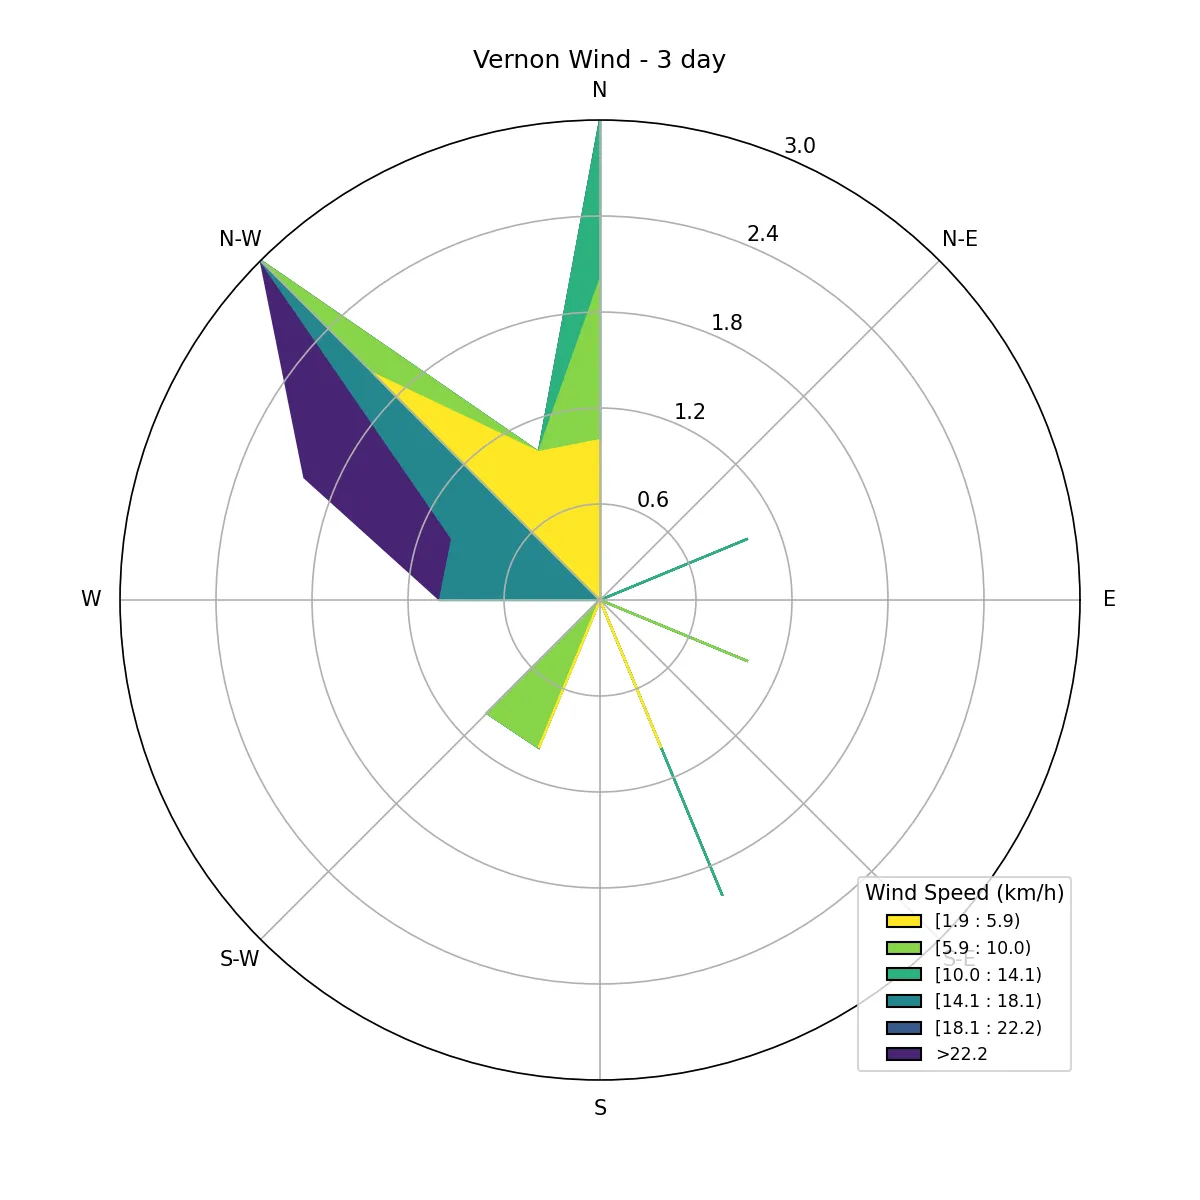 Vernon Wind - 3 day
N
3.0
2.4
N-W
N-E
1.8
1.2
0.6
W
E
Wind Speed (km/h)
[1.9 : 5.9)
[5.9 : 10.0)
S-W
S-E
[10.0 : 14.1)
[14.1 : 18.1)
[18.1 : 22.2)
>22.2
S